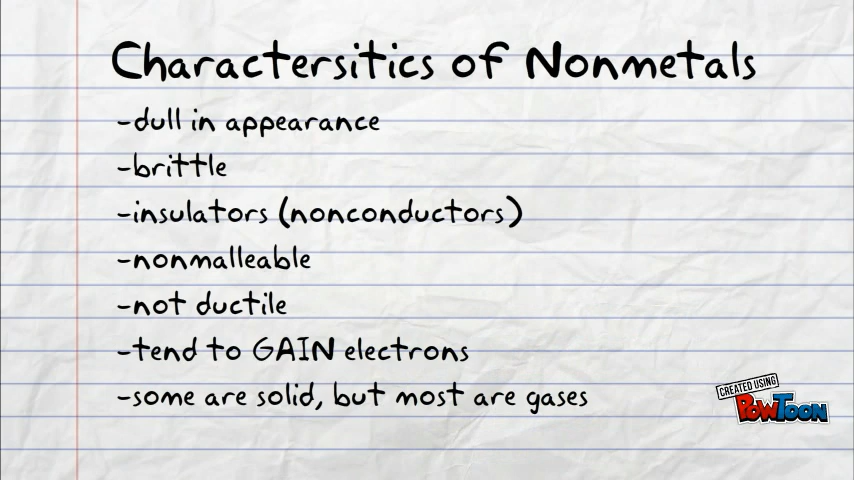 Charactersitics of Nonmetals
-dull in appearance
-brittle
-insulators (nonconductors)
-nonmalleable
-not ductile
-tend to GAIN electrons
-some are solid, but most are gases
CREATED USING
PowToon